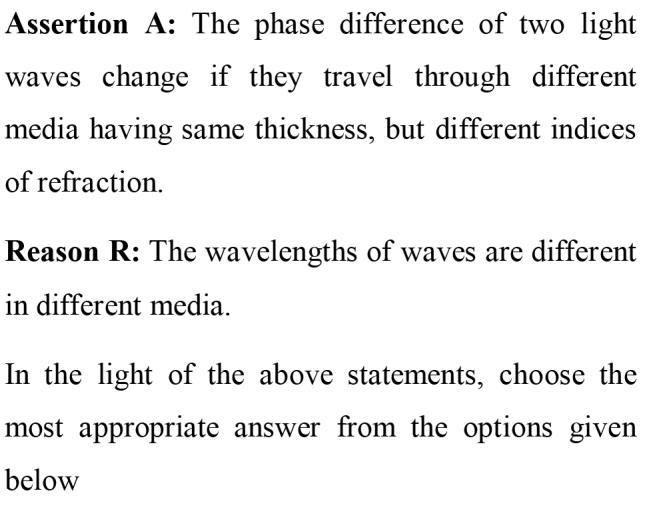 Assertion A: The phase difference of two light
waves change if they travel through different
media having same thickness, but different indices
of refraction.
Reason R: The wavelengths of waves are different
in different media.
In the light of the above statements, choose the
most appropriate answer from the options given
below